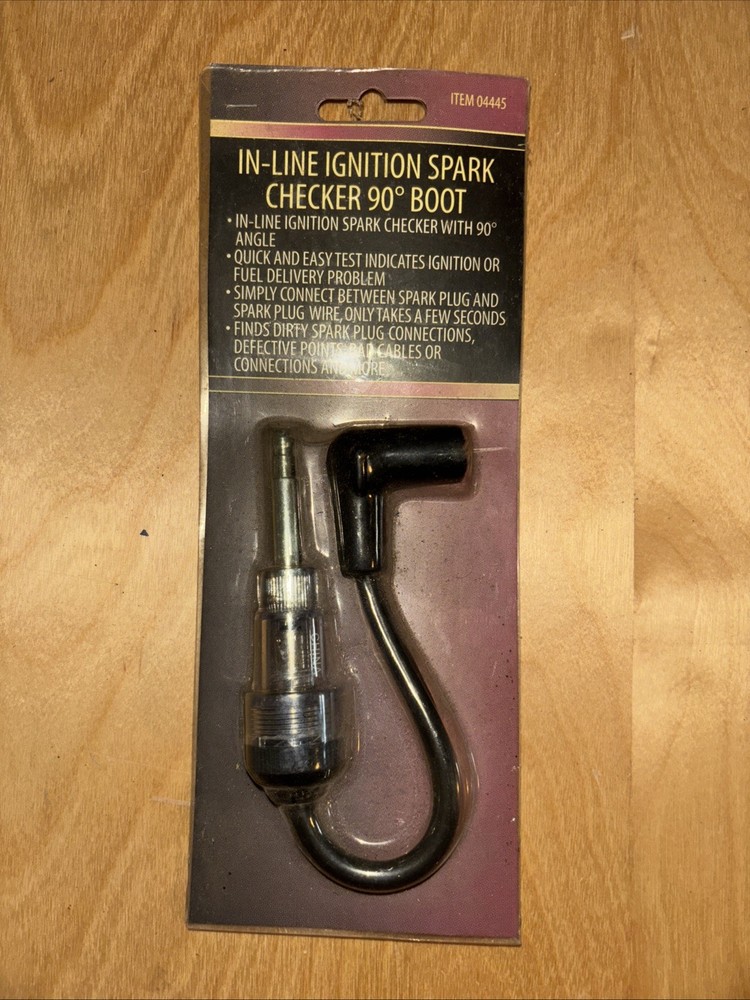 ITEM 04445
IN-LINE IGNITION SPARK
CHECKER 90° BOOT
• IN-LINE IGNITION SPARK CHECKER WITH 90°
ANGLE
• QUICK AND EASY TEST INDICATES IGNITION OR
FUEL DELIVERY PROBLEM
• SIMPLY CONNECT BETWEEN SPARK PLUG AND
SPARK PLUG WIRE, ONLY TAKES A FEW SECONDS
• FINDS DIRTY SPARK PLUG CONNECTIONS,
DEFECTIVE POINTS, BAD CABLES OR
CONNECTIONS AND MORE
CHINA